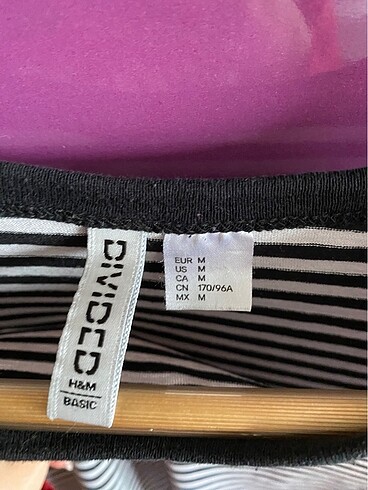 DIVIDED
H&M
BASIC
EUR M
US M
CA M
CN 170/96A
MX M